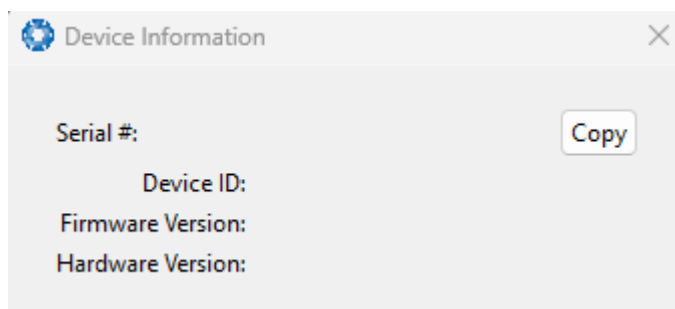 Device Information
Serial #: Copy
Device ID:
Firmware Version:
Hardware Version: